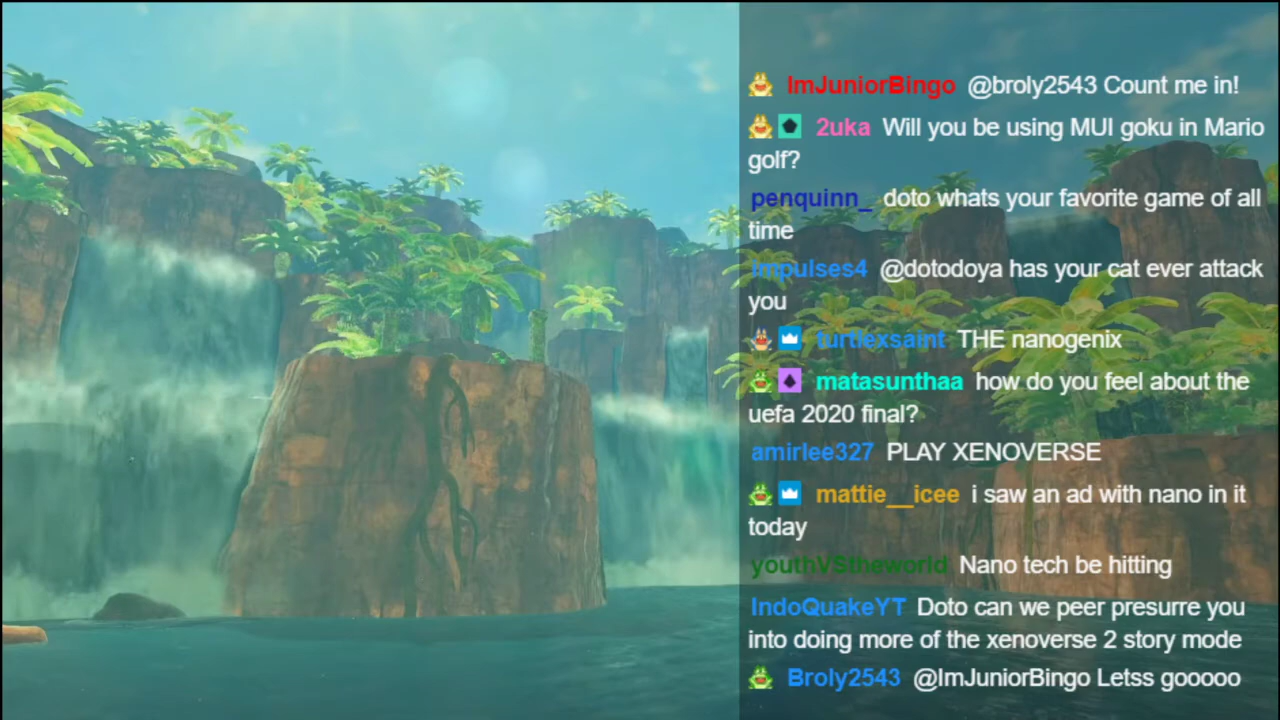 ImJuniorBingo @broly2543 Count me in!
2uka Will you be using MUI goku in Mario
golf?
penquinn_ doto whats your favorite game of all
time
Impulses4 @dotodoya has your cat ever attack
you
turtlexsaint THE nanogenix
matasunthaa how do you feel about the
uefa 2020 final?
amirlee327 PLAY XENOVERSE
mattie__icee i saw an ad with nano in it
today
youthVStheworld Nano tech be hitting
IndoQuakeYT Doto can we peer presurre you
into doing more of the xenoverse 2 story mode
Broly2543 @ImJuniorBingo Letss gooooo